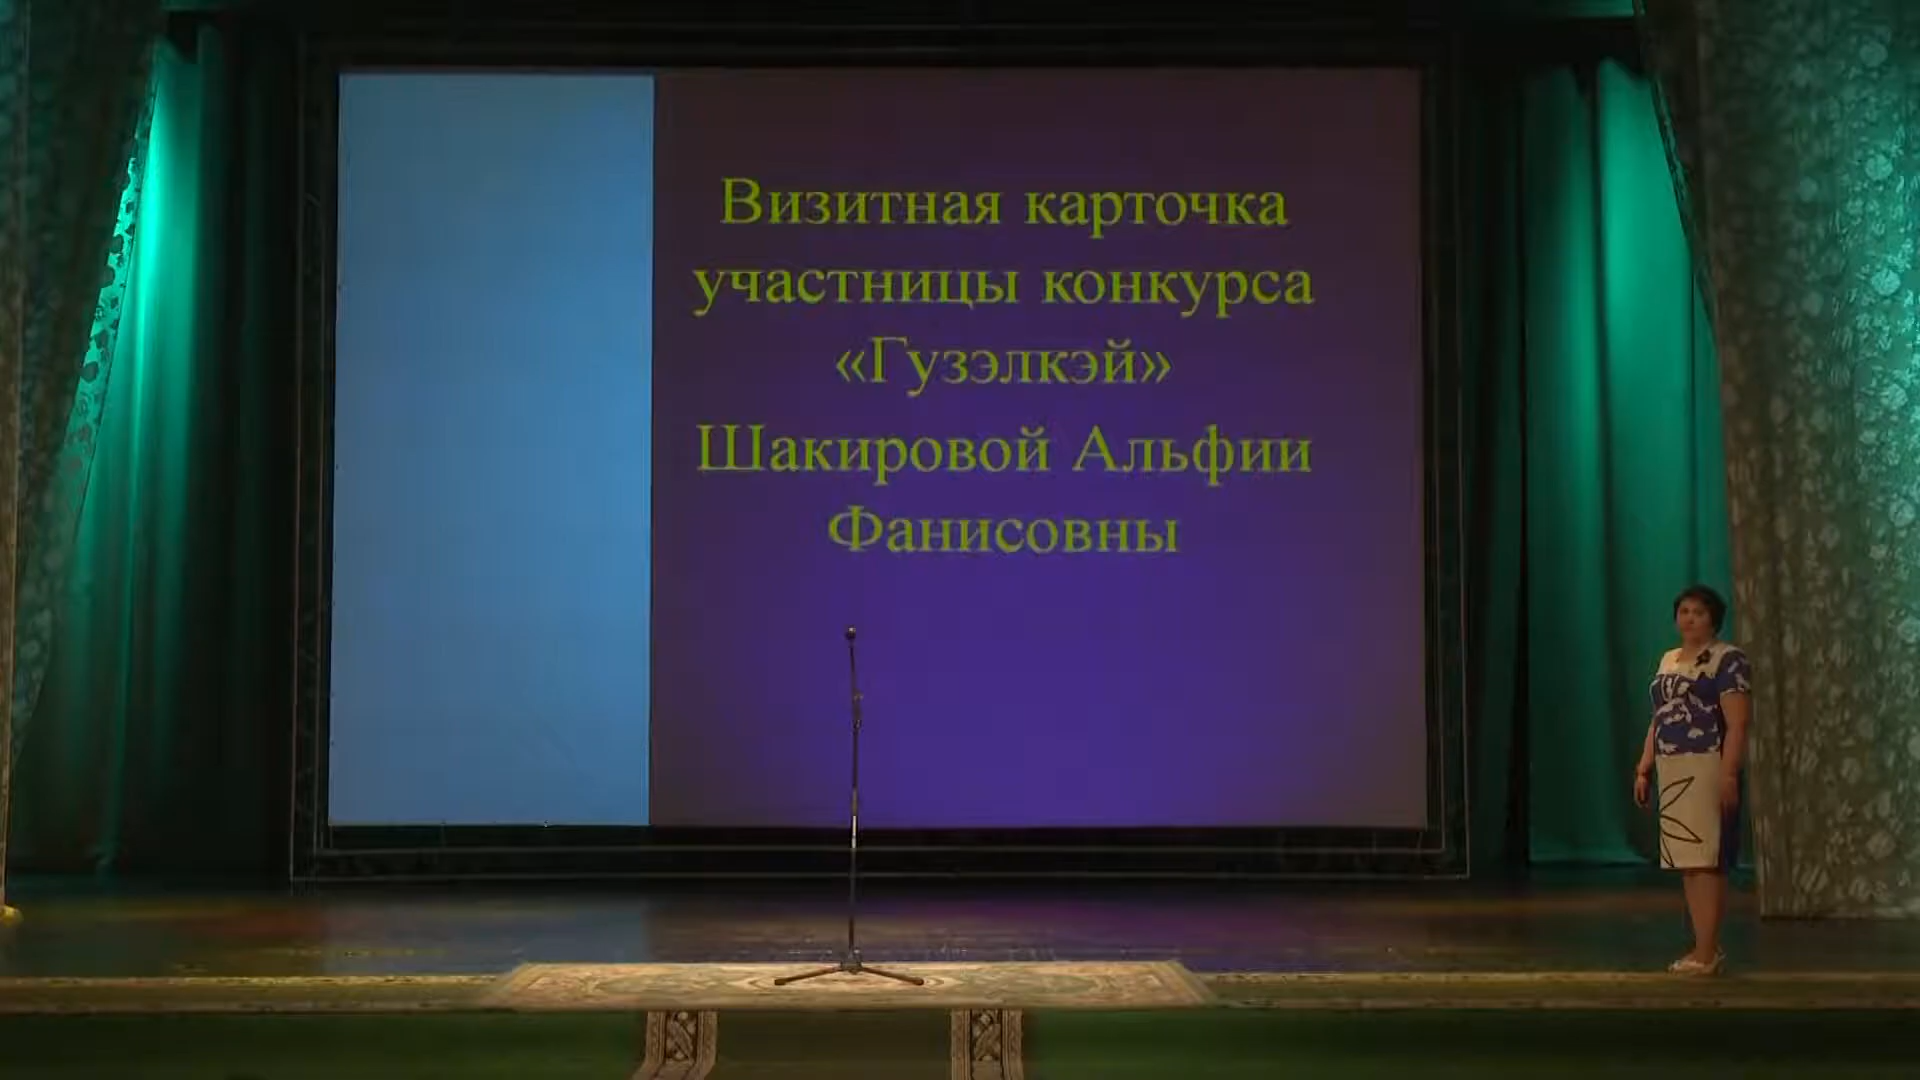 Визитная карточка
участницы конкурса
«Гузэлкэй»
Шакировой Альфии
Фанисовны